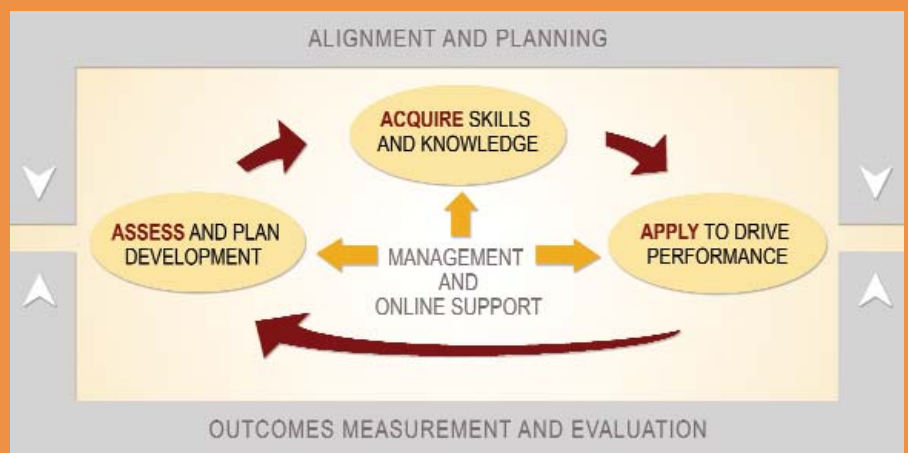 ALIGNMENT AND PLANNING
ACQUIRE SKILLS
AND KNOWLEDGE
ASSESS AND PLAN
DEVELOPMENT
MANAGEMENT
AND
ONLINE SUPPORT
APPLY TO DRIVE
PERFORMANCE
OUTCOMES MEASUREMENT AND EVALUATION